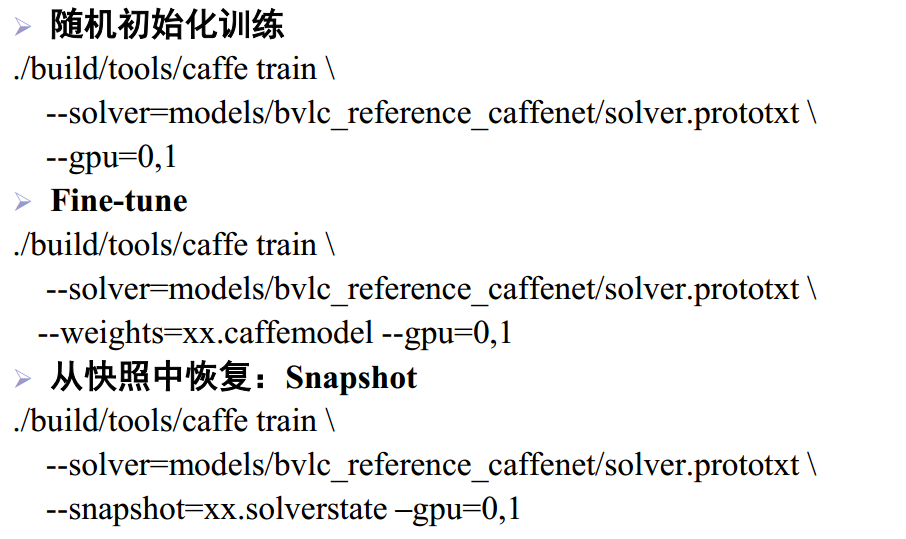 ➢ 随机初始化训练
./build/tools/caffe train \
--solver=models/bvlc_reference_caffenet/solver.prototxt \
--gpu=0,1
➢ Fine-tune
./build/tools/caffe train \
--solver=models/bvlc_reference_caffenet/solver.prototxt \
--weights=xx.caffemodel --gpu=0,1
➢ 从快照中恢复：Snapshot
./build/tools/caffe train \
--solver=models/bvlc_reference_caffenet/solver.prototxt \
--snapshot=xx.solverstate –gpu=0,1